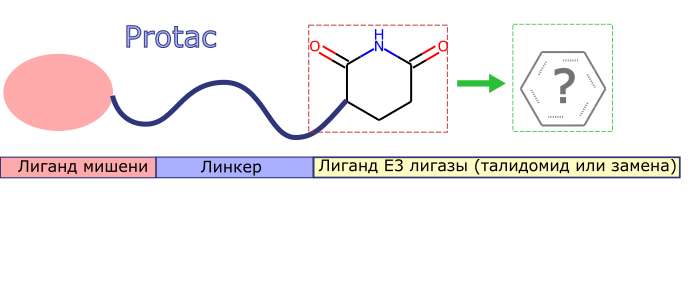 Protac
H
O N O
?
Лиганд мишени Линкер Лиганд E3 лигазы (талидомид или замена)